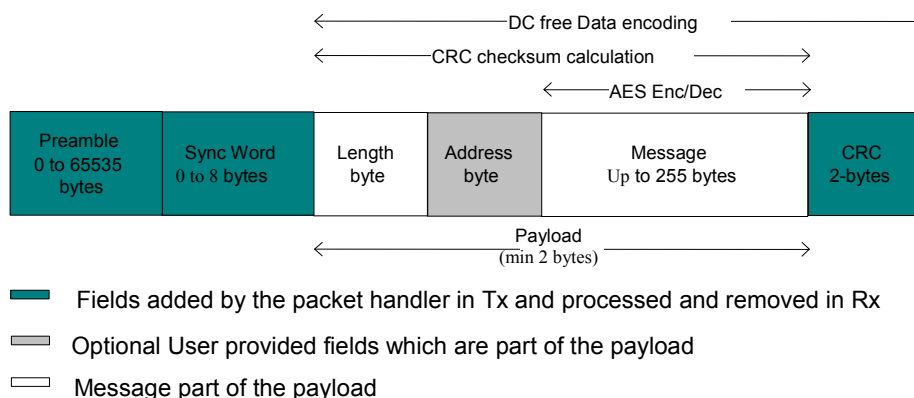 DC free Data encoding
CRC checksum calculation
AES Enc/Dec
Preamble
0 to 65535
bytes
Sync Word
0 to 8 bytes
Length
byte
Address
byte
Message
Up to 255 bytes
CRC
2-bytes
Payload
(min 2 bytes)
Fields added by the packet handler in Tx and processed and removed in Rx
Optional User provided fields which are part of the payload
Message part of the payload